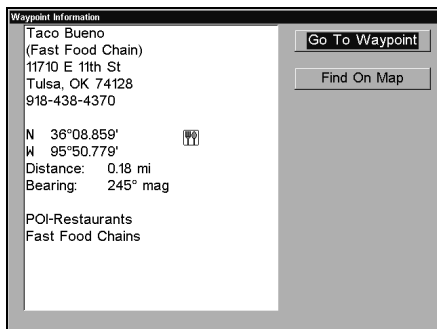 Waypoint Information
Taco Bueno
(Fast Food Chain)
11710 E 11th St
Tulsa, OK 74128
918-438-4370
N 36°08.859'
W 95°50.779'
Distance: 0.18 mi
Bearing: 245° mag
POI-Restaurants
Fast Food Chains
Go To Waypoint
Find On Map